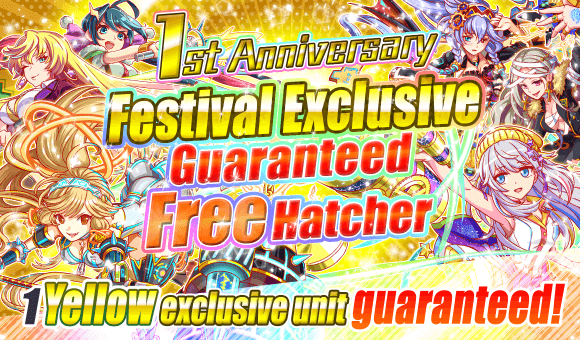 1st Anniversary
Festival Exclusive
Guaranteed
Free Hatcher
1 Yellow exclusive unit guaranteed!